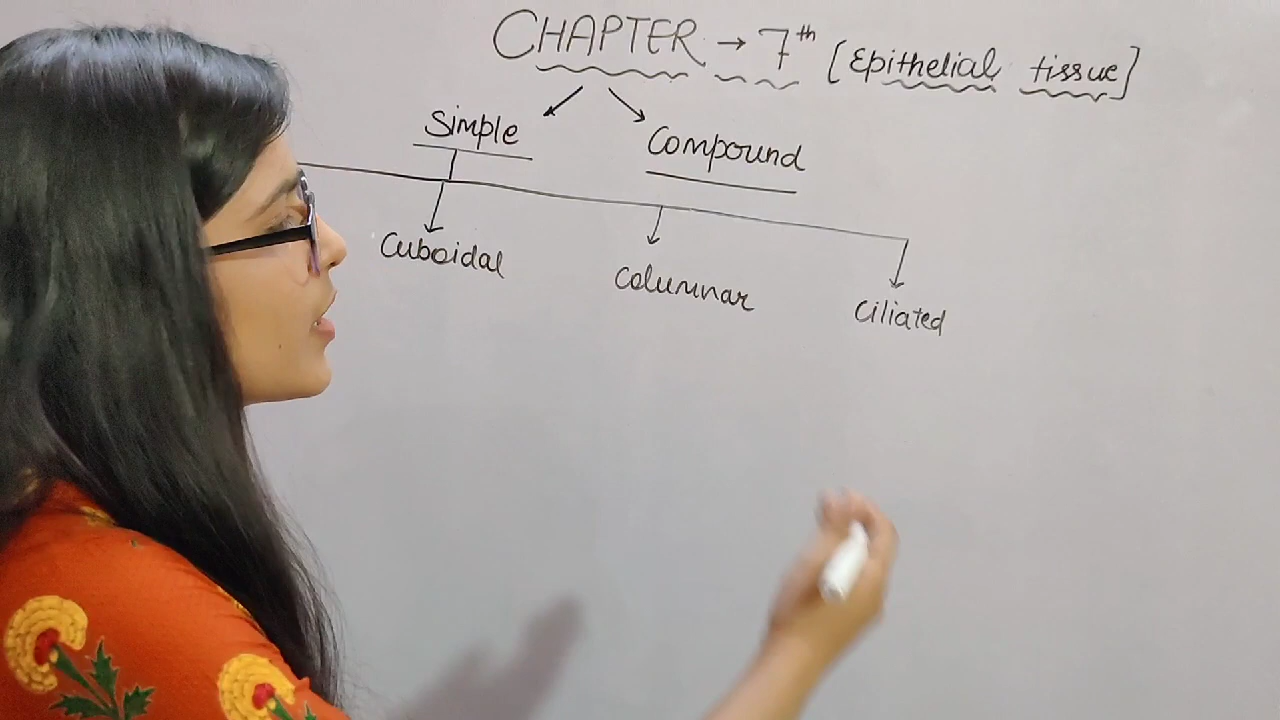 CHAPTER → 7th [Epithelial tissue]
Simple
Compound
Cuboidal
Columnar
Ciliated